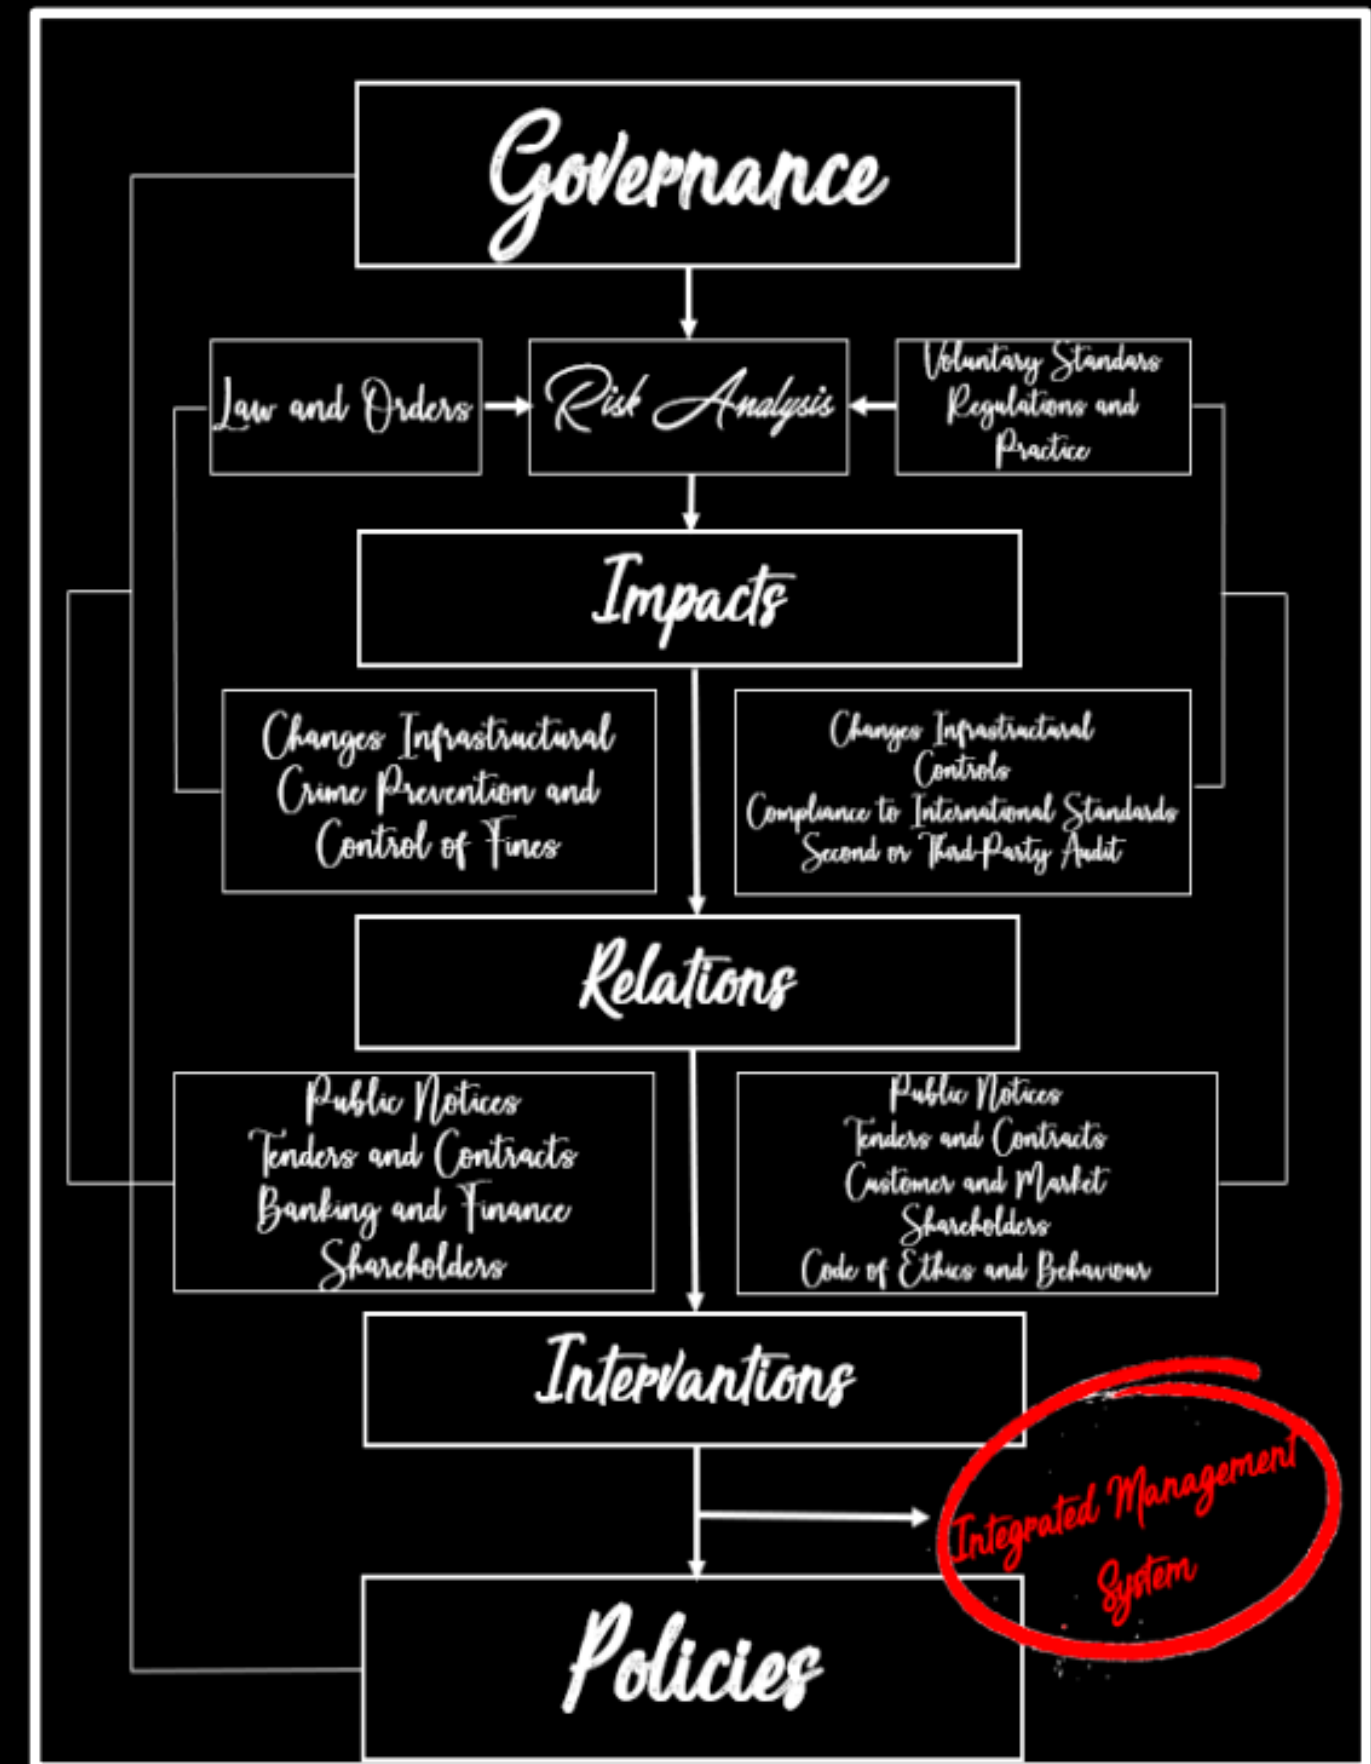 Governance
Law and Orders
Risk Analysis
Voluntary Standars
Regulations and
Practice
Impacts
Changes Infrastructural
Crime Prevention and
Control of Fines
Changes Infrastructural
Controls
Compliance to International Standards
Second or Third-Party Audit
Relations
Public Notices
Tenders and Contracts
Banking and Finance
Shareholders
Public Notices
Tenders and Contracts
Customer and Market
Shareholders
Code of Ethics and Behaviour
Intervantions
Integrated Management
System
Policies